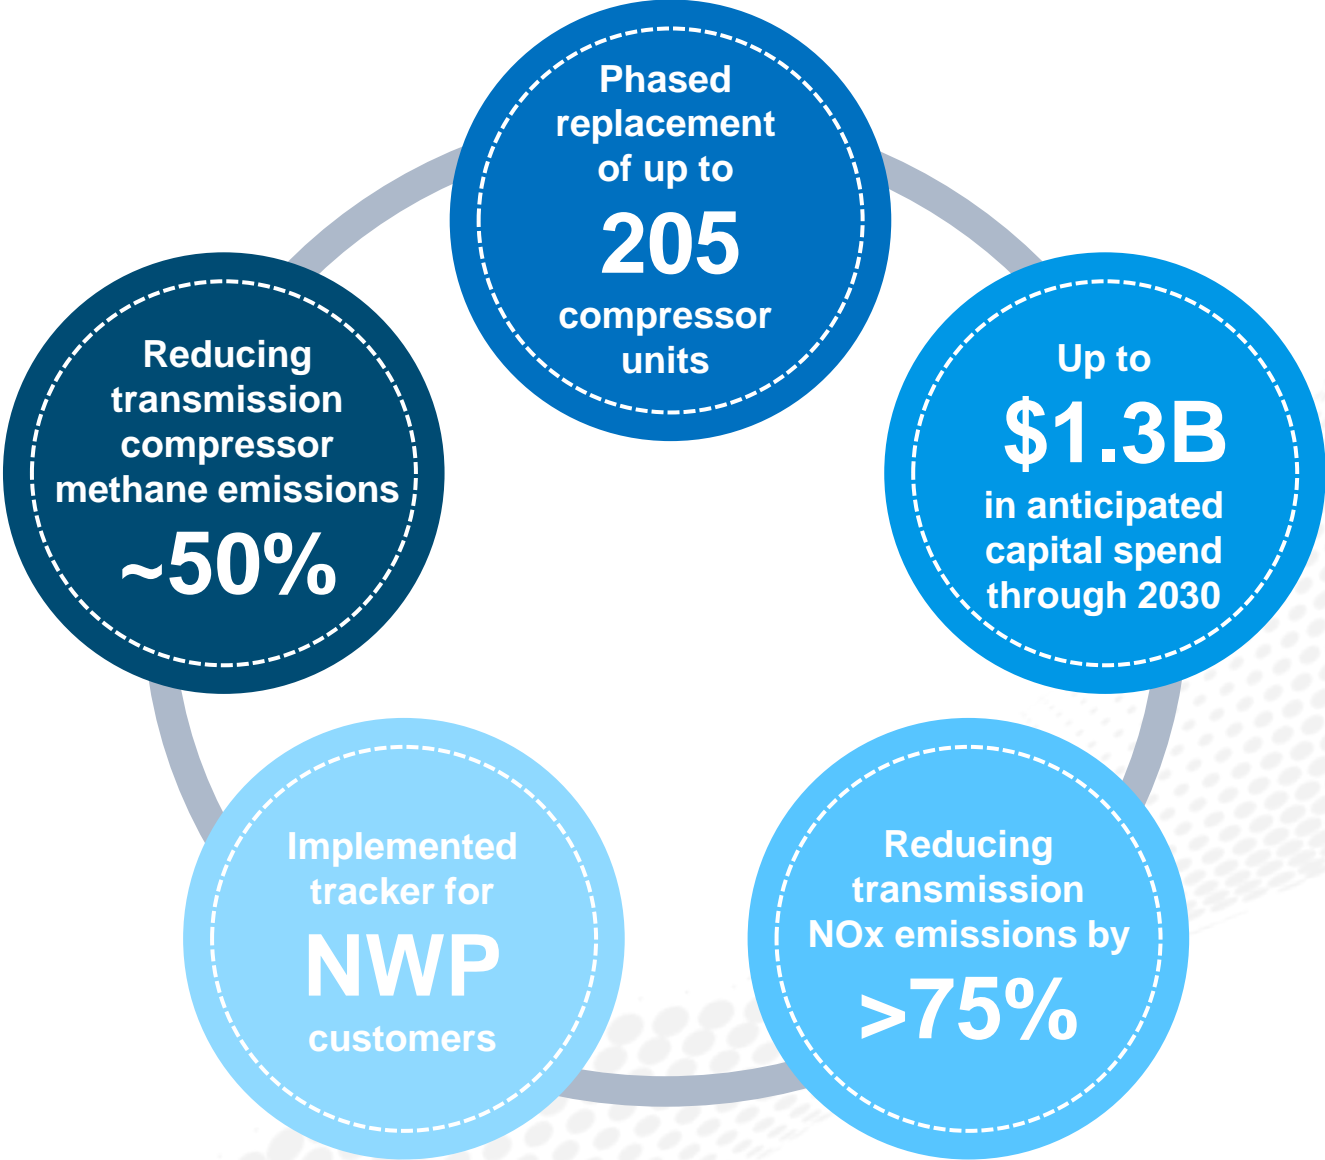 Phased
replacement
of up to
205
compressor
units
Up to
$1.3B
in anticipated
capital spend
through 2030
Reducing
transmission
NOx emissions by
>75%
Implemented
tracker for
NWP
customers
Reducing
transmission
compressor
methane emissions
~50%